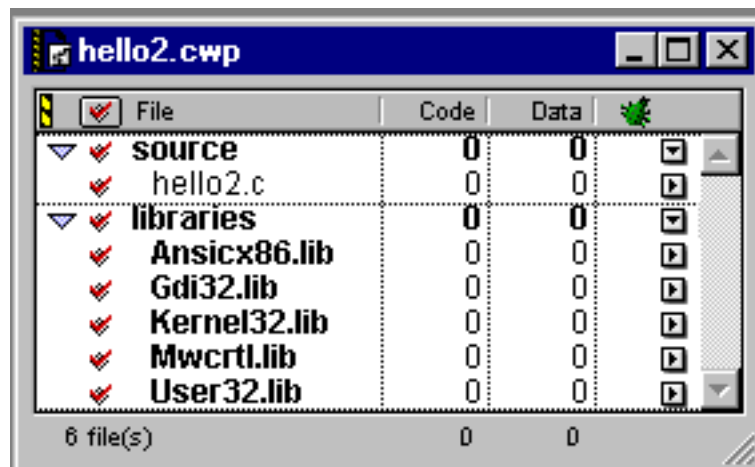 hello2.cwp
File Code Data
source 0 0
hello2.c 0 0
libraries 0 0
Ansicx86.lib 0 0
Gdi32.lib 0 0
Kernel32.lib 0 0
Mwcrtl.lib 0 0
User32.lib 0 0
6 file(s) 0 0